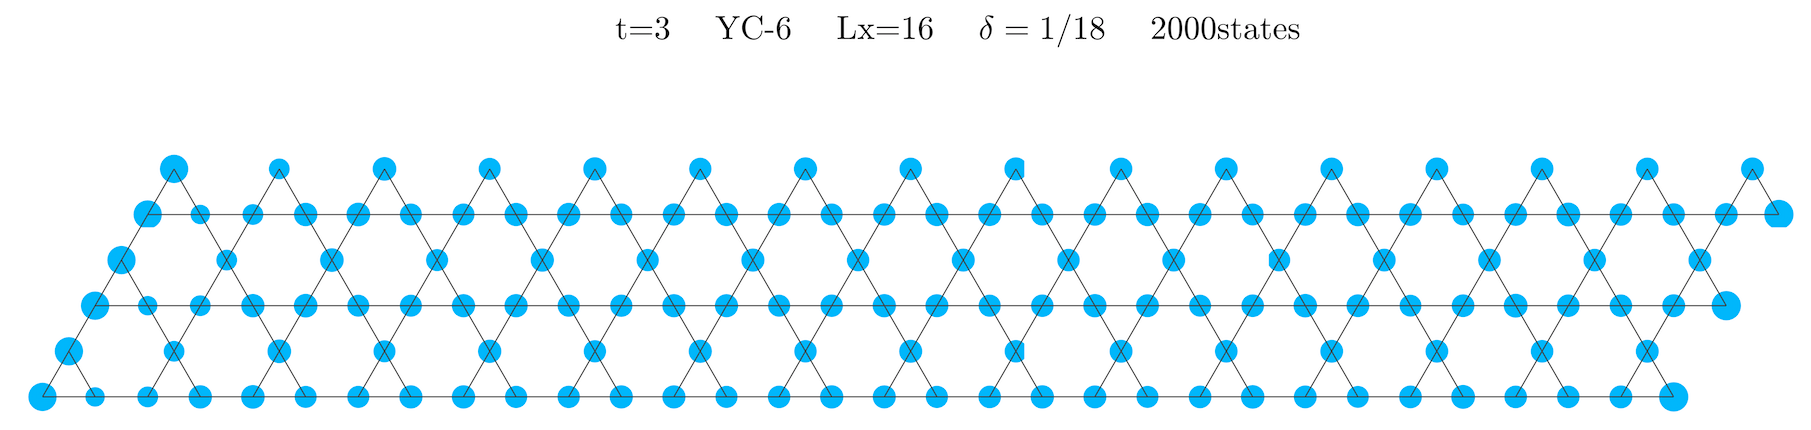 t=3 YC-6 Lx=16 δ = 1/18 2000states